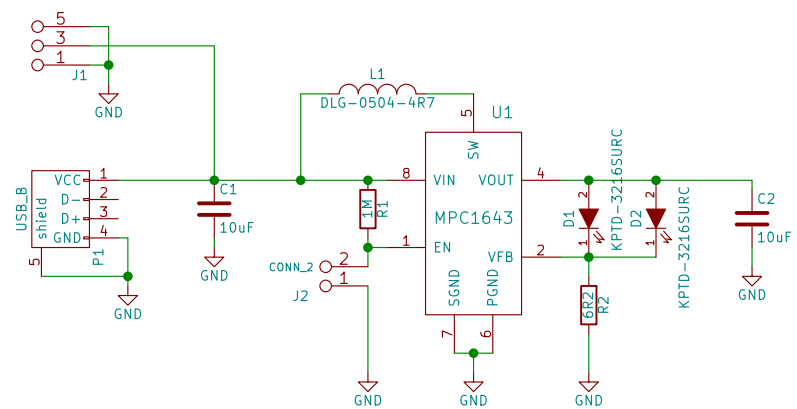 5
3
1
J1
GND
L1
DLG-0504-4R7
5
U1
SW
USB_B
shield
VCC
1
D-
2
D+
3
GND
4
5
P1
GND
C1
10uF
GND
1M
R1
8
VIN
VOUT
4
MPC1643
1
EN
VFB
2
SGND
PGND
7
6
GND
CONN_2
2
1
J2
GND
2
D1
1
KPTD-3216SURC
2
D2
1
KPTD-3216SURC
6R2
R2
GND
C2
10uF
GND